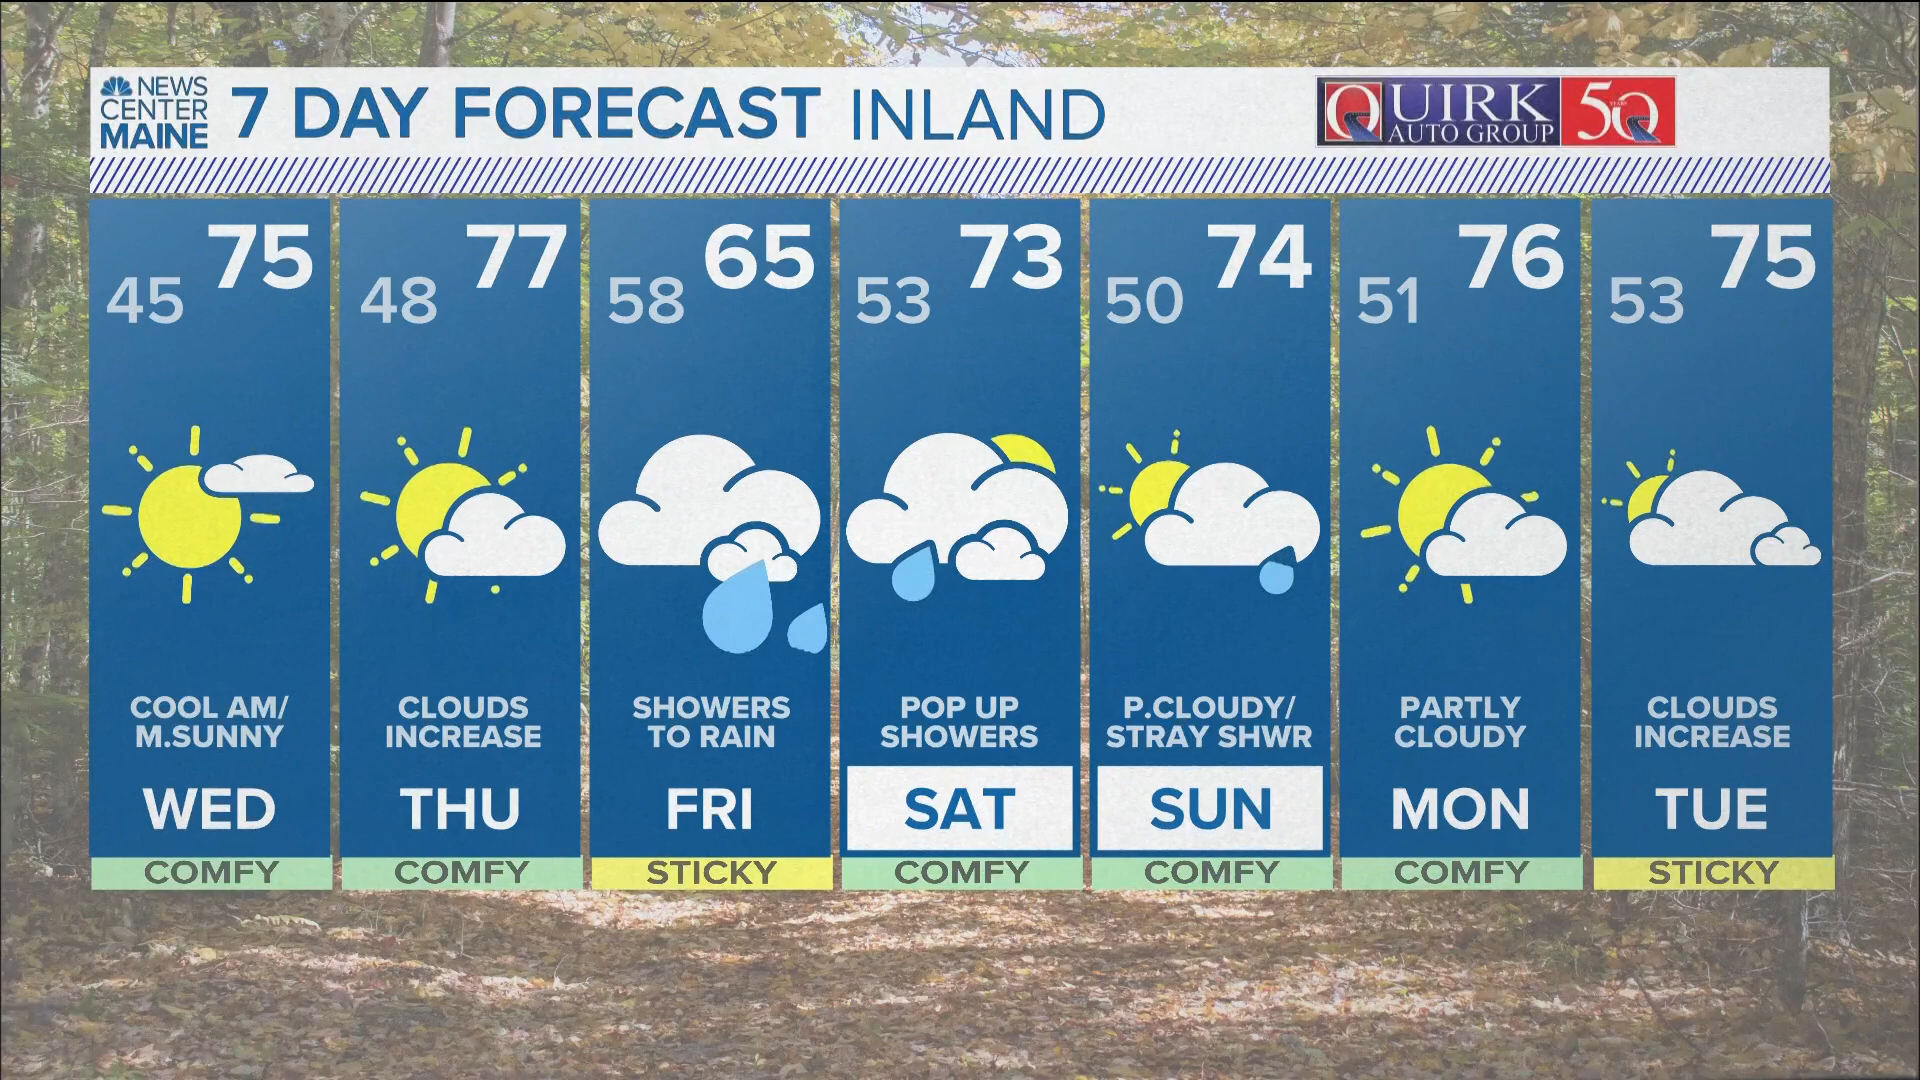 NEWS
CENTER
MAINE
7 DAY FORECAST INLAND
QUIRK
AUTO GROUP
50
YEARS
45 75
48 77
58 65
53 73
50 74
51 76
53 75
COOL AM/
M.SUNNY
CLOUDS
INCREASE
SHOWERS
TO RAIN
POP UP
SHOWERS
P.CLOUDY/
STRAY SHWR
PARTLY
CLOUDY
CLOUDS
INCREASE
WED
THU
FRI
SAT
SUN
MON
TUE
COMFY
COMFY
STICKY
COMFY
COMFY
COMFY
STICKY